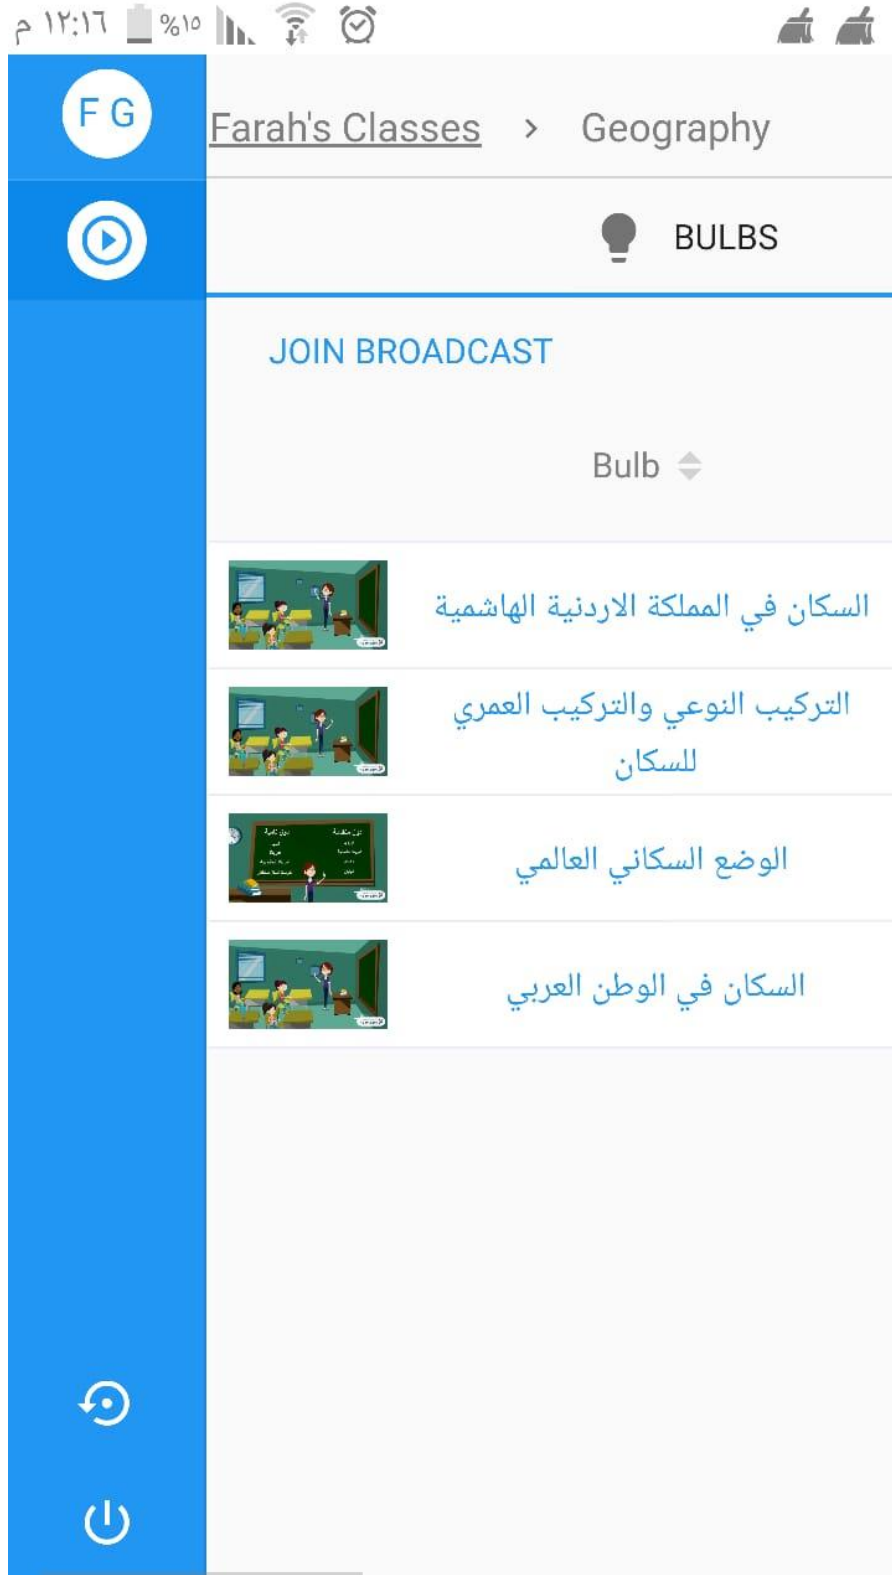 ١٢:١٦ م %١٥
F G
Farah's Classes > Geography
BULBS
JOIN BROADCAST
Bulb
السكان في المملكة الاردنية الهاشمية
التركيب النوعي والتركيب العمري
للسكان
الوضع السكاني العالمي
السكان في الوطن العربي